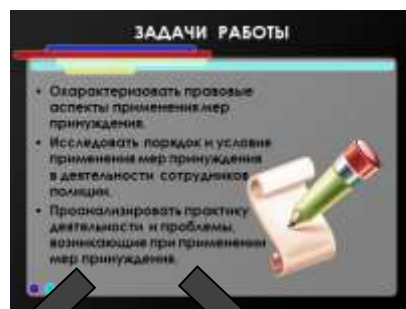 ЗАДАЧИ РАБОТЫ
• Охарактеризовать правовые
аспекты применения мер
принуждения.
• Исследовать порядок и условия
применения мер принуждения
в деятельности сотрудников
полиции.
• Проанализировать практику
деятельности и проблемы,
возникающие при применении
мер принуждения.